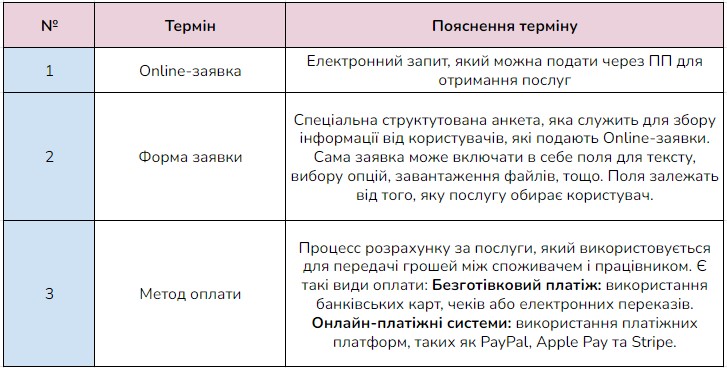 № Термін Пояснення терміну
1 Online-заявка Електронний запит, який можна подати через ПП для
отримання послуг
Спеціальна структутована анкета, яка служить для збору
інформації від користувачів, які подають Online-заявки.
2 Форма заявки Сама заявка може включати в себе поля для тексту,
вибору опцій, завантаження файлів, тощо. Поля залежать
від того, яку послугу обирає користувач.
Процесс розрахунку за послуги, який використовується
для передачі грошей між споживачем і працівником. Є
3 Метод оплати такі види оплати: Безготівковий платіж: використання
банківських карт, чеків або електронних переказів.
Онлайн-платіжні системи: використання платіжних
платформ, таких як PayPal, Apple Pay та Stripe.